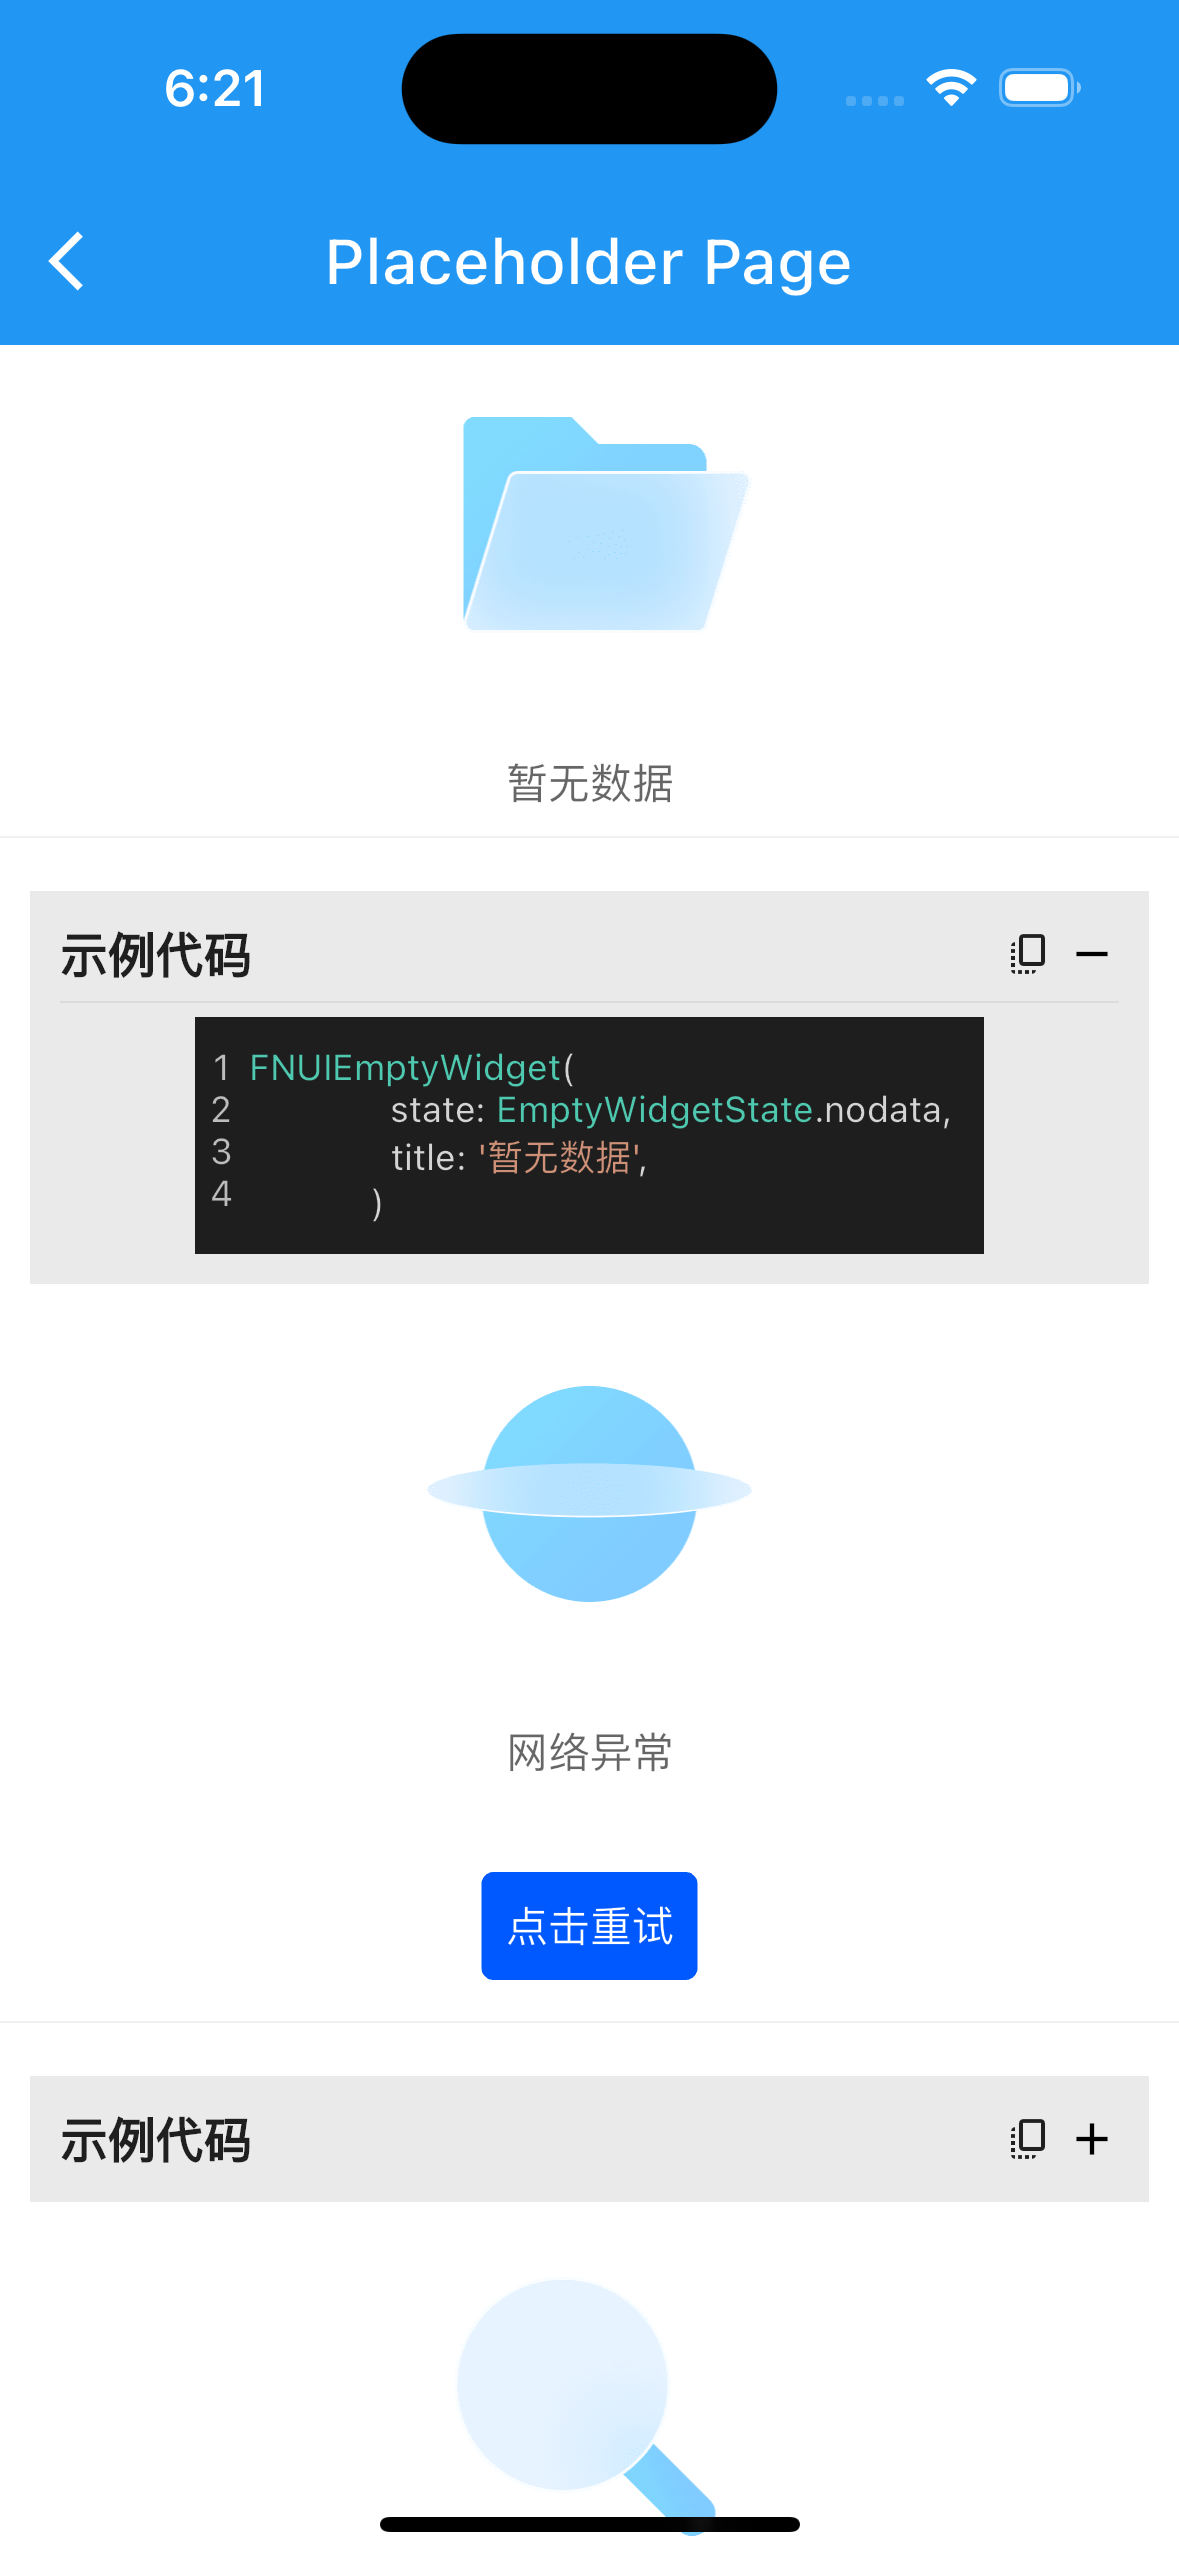 6:21
Placeholder Page
暂无数据
示例代码
1 FNUIEmptyWidget(
2 state: EmptyWidgetState.nodata,
3 title: '暂无数据',
4 )
网络异常
点击重试
示例代码